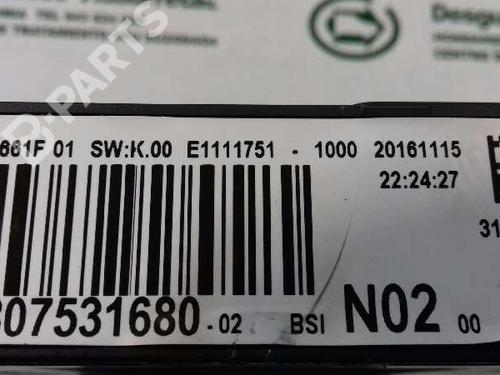 661F 01 SW:K.00 E1111751 - 1000 20161115
22:24:27
31
807531680-02 BSI N02 00
B-PARTS